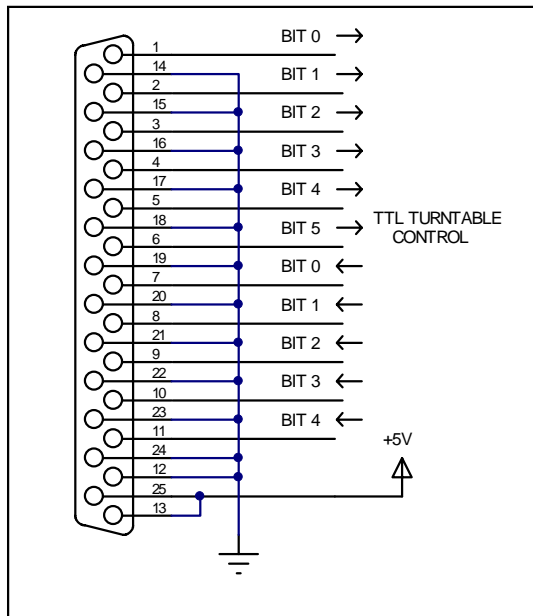 BIT 0
1
14
BIT 1
2
15
BIT 2
3
16
BIT 3
4
17
BIT 4
5
18
BIT 5
TTL TURNTABLE
CONTROL
6
19
BIT 0
7
20
BIT 1
8
21
BIT 2
9
22
BIT 3
10
23
BIT 4
11
+5V
24
12
25
13